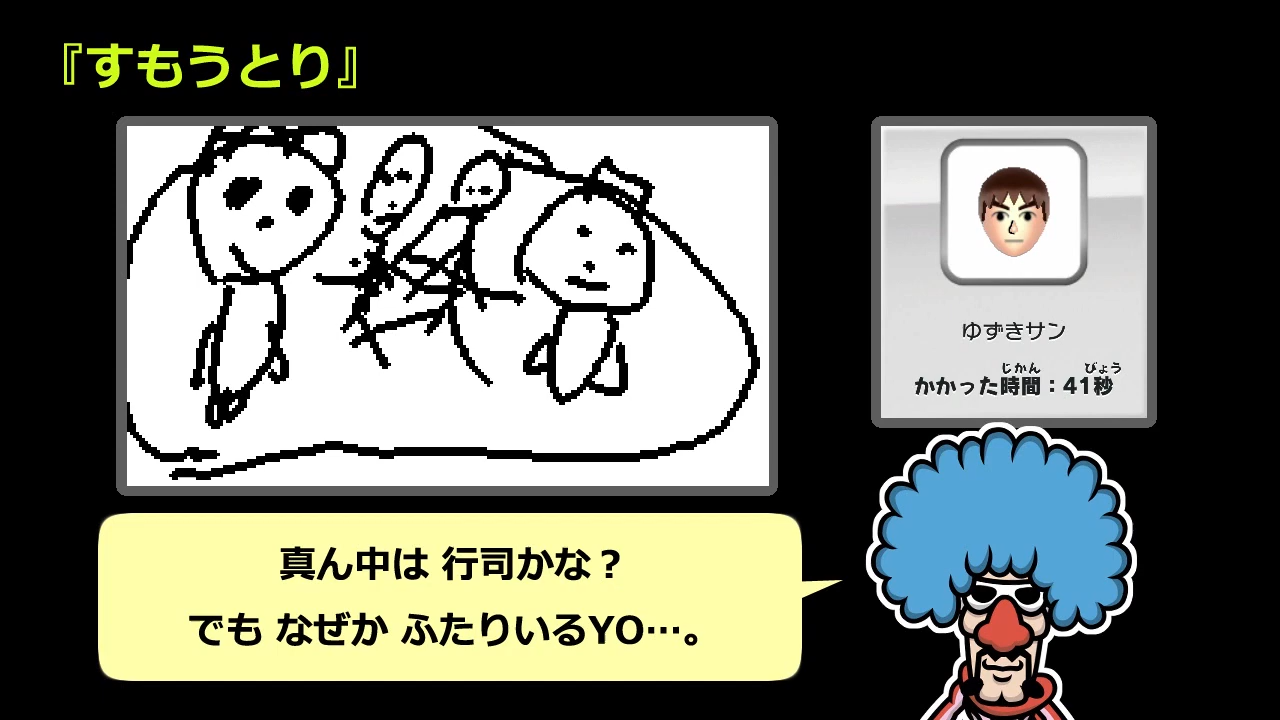 『すもうとり』
ゆずきサン
じかん びょう
かかった時間：41秒
真ん中は 行司かな？
でも なぜか ふたりいるYO…。